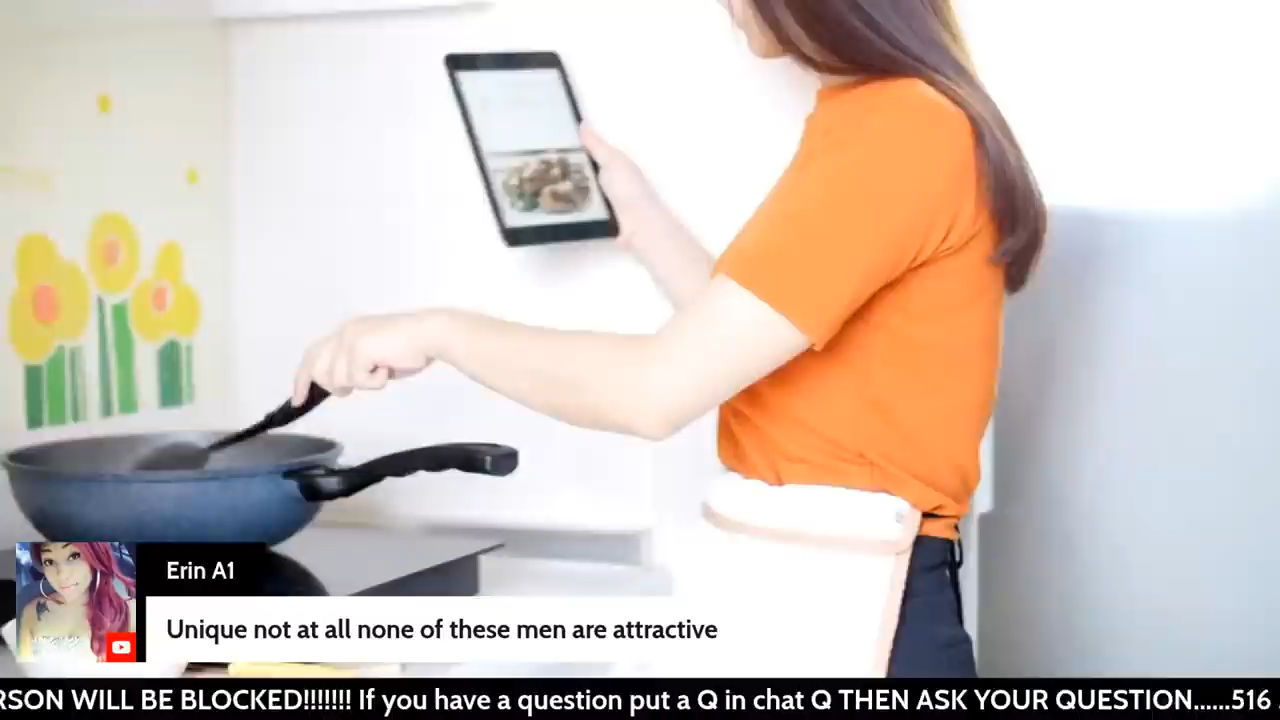 Erin A1
Unique not at all none of these men are attractive
RSON WILL BE BLOCKED!!!!!!! If you have a question put a Q in chat Q THEN ASK YOUR QUESTION......516